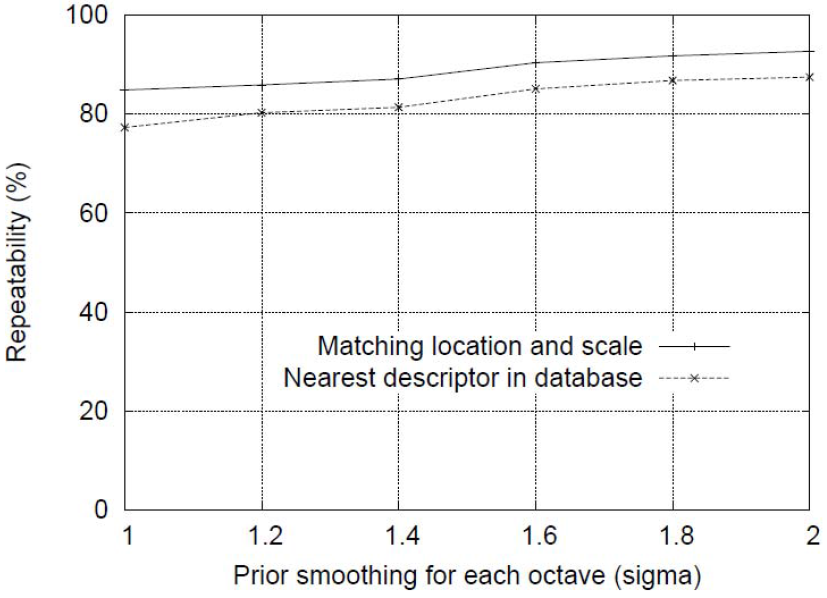 100
80
60
40
20
0
Repeatability (%)
Matching location and scale
Nearest descriptor in database
1 1.2 1.4 1.6 1.8 2
Prior smoothing for each octave (sigma)